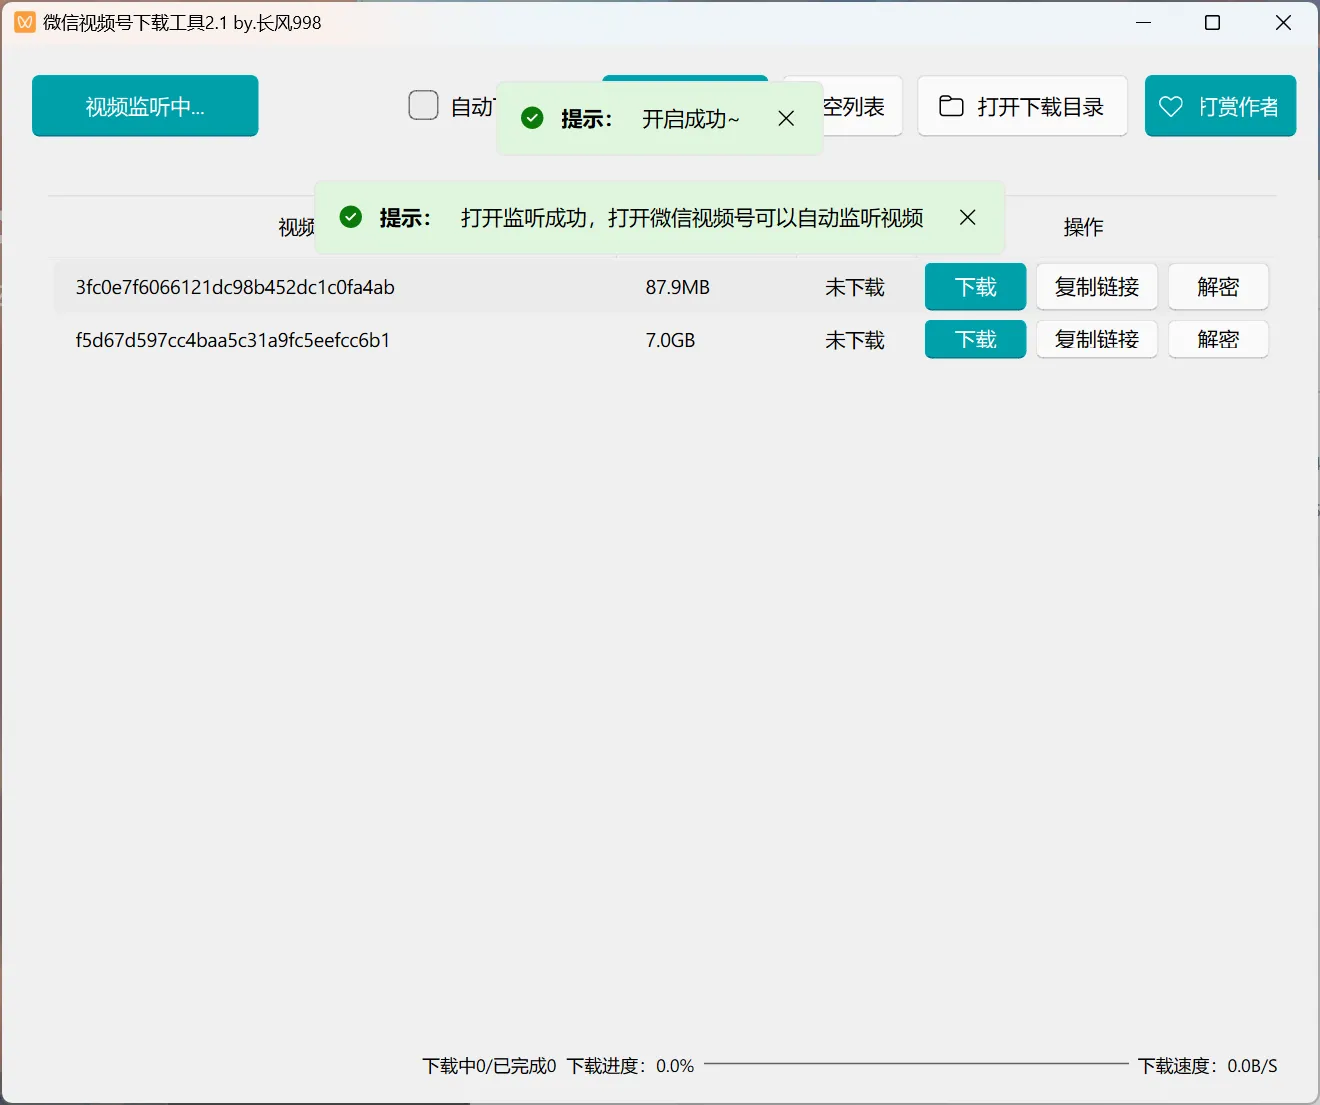 微信视频号下载工具2.1 by.长风998
视频监听中...
自动
提示： 开启成功~
空列表
打开下载目录
打赏作者
提示： 打开监听成功，打开微信视频号可以自动监听视频
视频
操作
3fc0e7f6066121dc98b452dc1c0fa4ab 87.9MB 未下载 下载 复制链接 解密
f5d67d597cc4baa5c31a9fc5eefcc6b1 7.0GB 未下载 下载 复制链接 解密
下载中0/已完成0 下载进度：0.0% 下载速度：0.0B/S